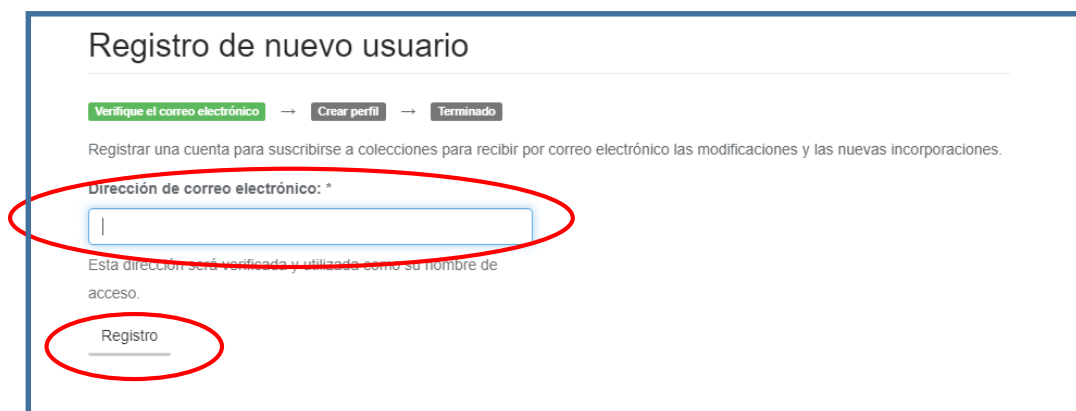 Registro de nuevo usuario
Verifique el correo electrónico → Crear perfil → Terminado
Registrar una cuenta para suscribirse a colecciones para recibir por correo electrónico las modificaciones y las nuevas incorporaciones.
Dirección de correo electrónico: *
Esta dirección será verificada y utilizada como su nombre de
acceso.
Registro